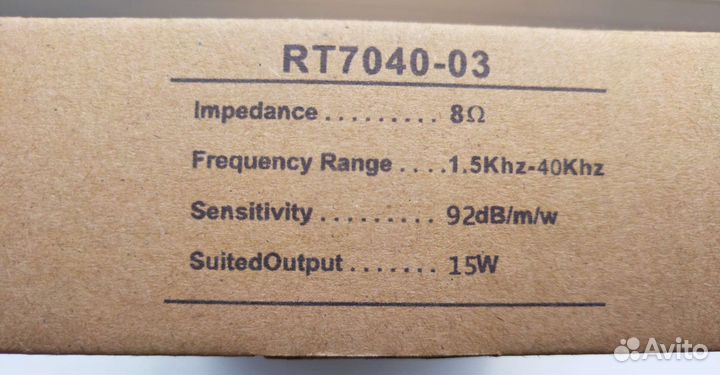 RT7040-03
Impedance ......... 8Ω
Frequency Range ....1.5Khz-40Khz
Sensitivity ........... 92dB/m/w
SuitedOutput ....... 15W
Avito